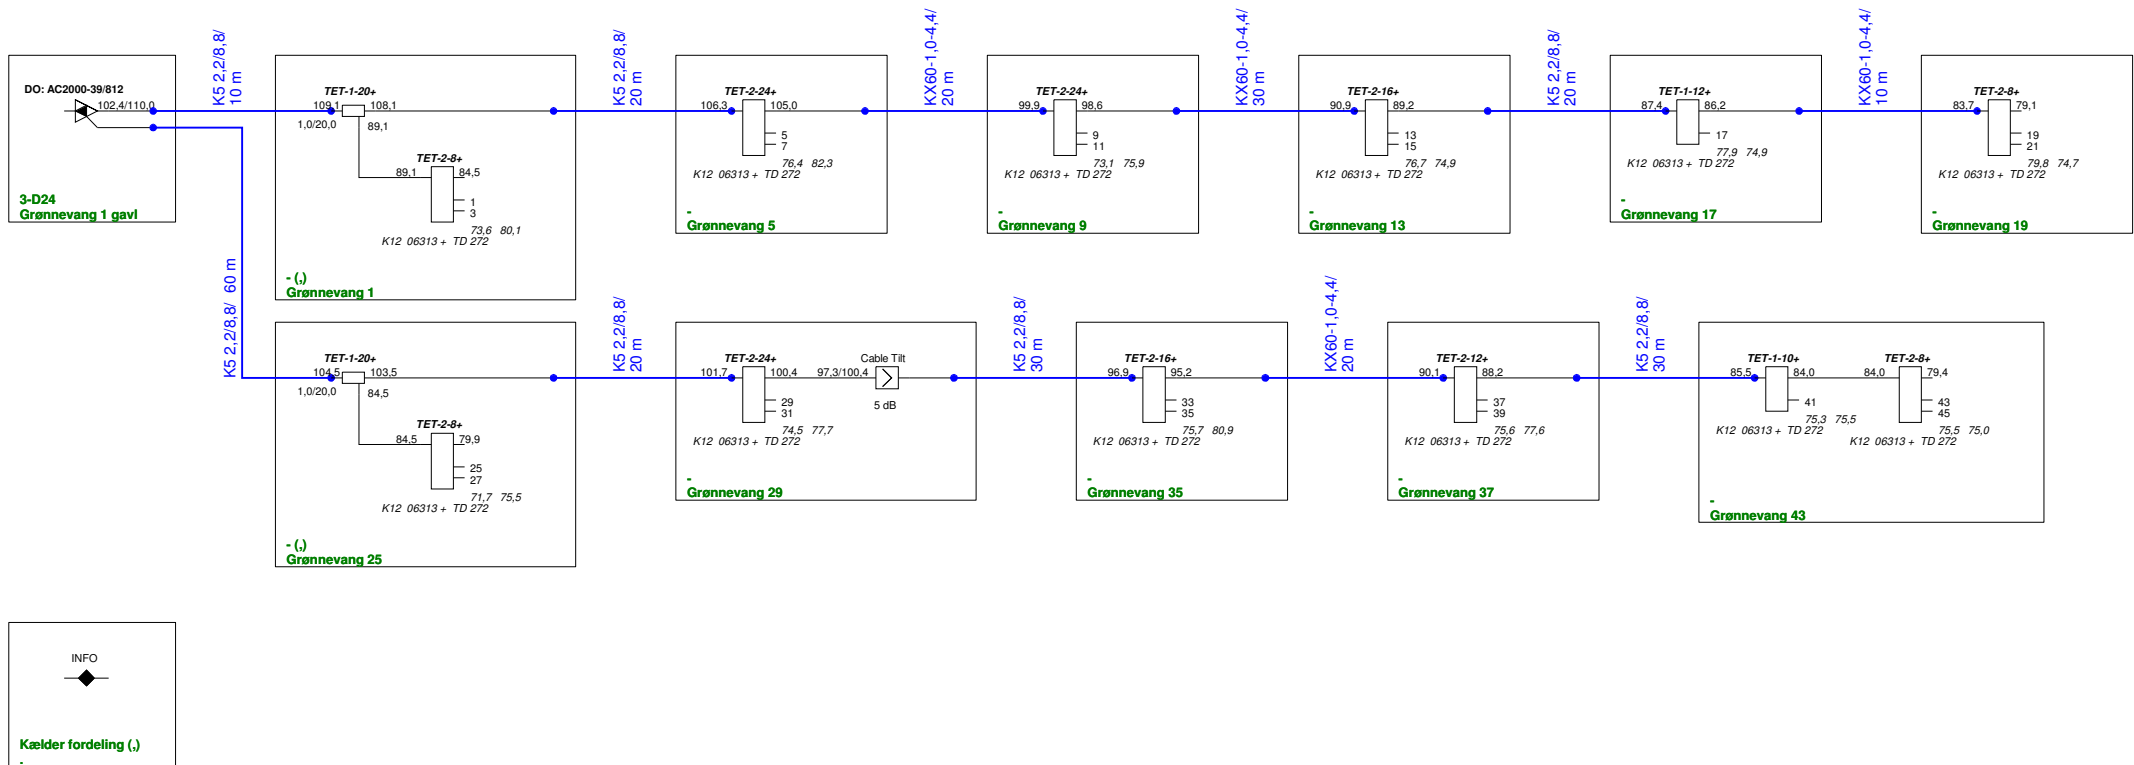 K5 2,2/8,8/
10 m
K5 2,2/8,8/
20 m
KX60-1,0-4,4/
20 m
KX60-1,0-4,4/
30 m
K5 2,2/8,8/
20 m
KX60-1,0-4,4/
10 m
DO: AC2000-39/812
102,4/110,0
3-D24
Grønnevang 1 gavl
TET-1-20+
109,1 108,1
1,0/20,0 89,1
TET-2-8+
89,1 84,5
1
3
73,6 80,1
K12 06313 + TD 272
- (,)
Grønnevang 1
TET-2-24+
106,3 105,0
5
7
76,4 82,3
K12 06313 + TD 272
-
Grønnevang 5
TET-2-24+
99,9 98,6
9
11
73,1 75,9
K12 06313 + TD 272
-
Grønnevang 9
TET-2-16+
90,9 89,2
13
15
76,7 74,9
K12 06313 + TD 272
-
Grønnevang 13
TET-1-12+
87,4 86,2
17
77,9 74,9
K12 06313 + TD 272
-
Grønnevang 17
TET-2-8+
83,7 79,1
19
21
79,8 74,7
K12 06313 + TD 272
-
Grønnevang 19
K5 2,2/8,8/ 60 m
K5 2,2/8,8/
20 m
K5 2,2/8,8/
30 m
KX60-1,0-4,4/
20 m
K5 2,2/8,8/
30 m
TET-1-20+
104,5 103,5
1,0/20,0 84,5
TET-2-8+
84,5 79,9
25
27
71,7 75,5
K12 06313 + TD 272
- (,)
Grønnevang 25
TET-2-24+
101,7 100,4
29
31
74,5 77,7
K12 06313 + TD 272
Cable Tilt
97,3/100,4
5 dB
-
Grønnevang 29
TET-2-16+
96,9 95,2
33
35
75,7 80,9
K12 06313 + TD 272
-
Grønnevang 35
TET-2-12+
90,1 88,2
37
39
75,6 77,6
K12 06313 + TD 272
-
Grønnevang 37
TET-1-10+
85,5 84,0
41
75,3 75,5
K12 06313 + TD 272
TET-2-8+
84,0 79,4
43
45
75,5 75,0
K12 06313 + TD 272
-
Grønnevang 43
INFO
Kælder fordeling (,)
-